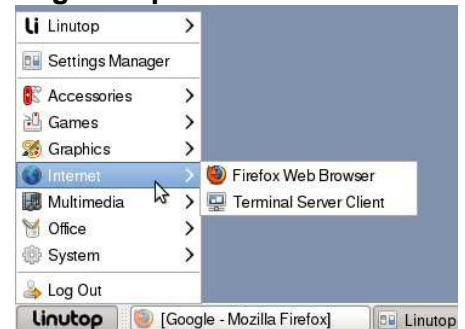 Linutop
Settings Manager
Accessories
Games
Graphics
Internet
Firefox Web Browser
Multimedia
Terminal Server Client
Office
System
Log Out
Linutop
[Google - Mozilla Firefox]
Linutop